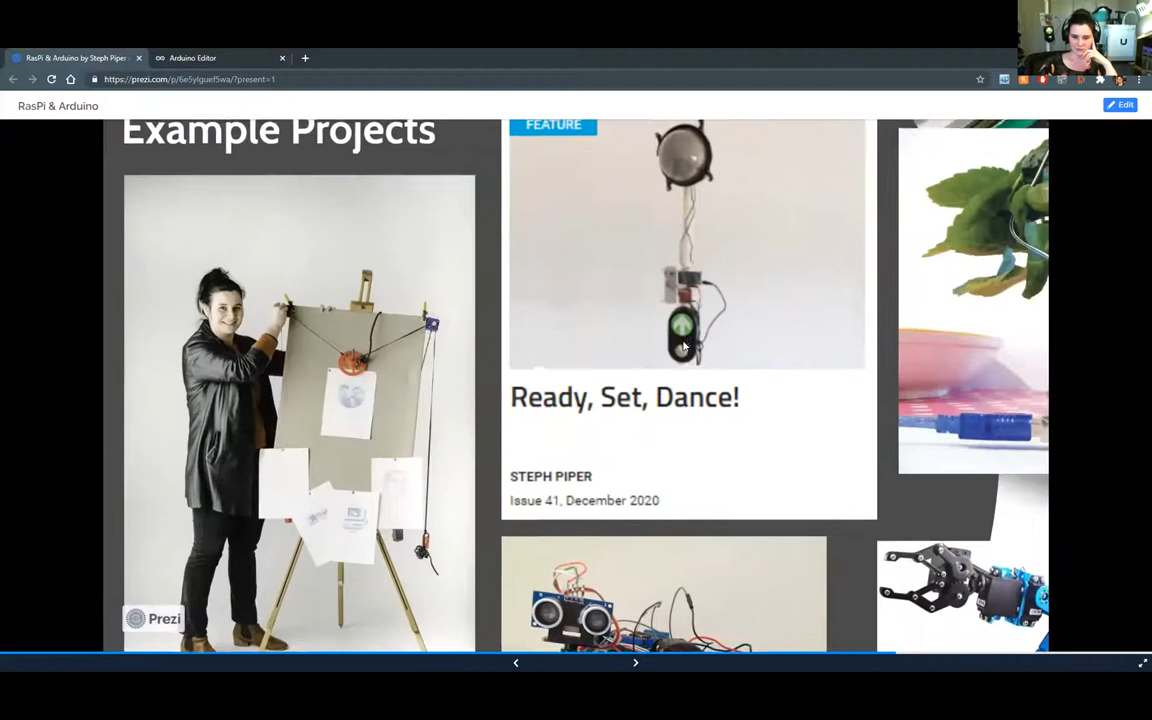 RasPi & Arduino by Steph Piper
Arduino Editor
https://prezi.com/p/6e5ylguef5wa/?present=1
RasPi & Arduino
Edit
Example Projects
FEATURE
Ready, Set, Dance!
STEPH PIPER
Issue 41, December 2020
Prezi
U